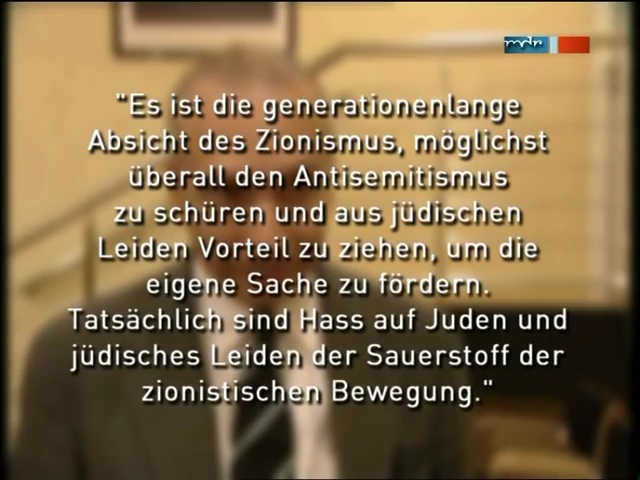 mdr
"Es ist die generationenlange
Absicht des Zionismus, möglichst
überall den Antisemitismus
zu schüren und aus jüdischen
Leiden Vorteil zu ziehen, um die
eigene Sache zu fördern.
Tatsächlich sind Hass auf Juden und
jüdisches Leiden der Sauerstoff der
zionistischen Bewegung."